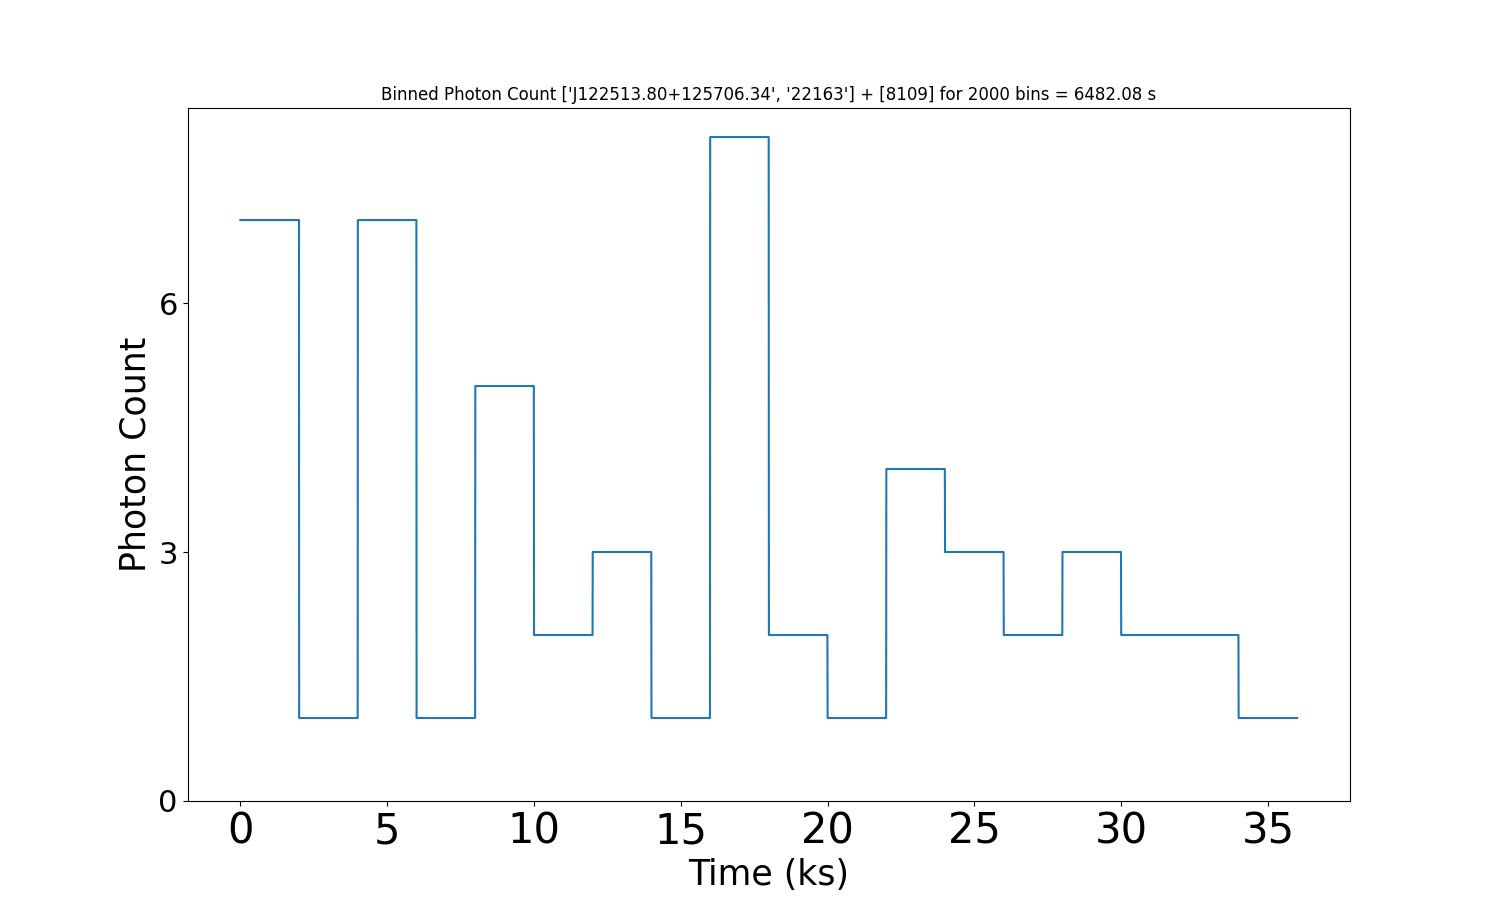 Binned Photon Count ['J122513.80+125706.34', '22163'] + [8109] for 2000 bins = 6482.08 s
Photon Count
6
3
0
0 5 10 15 20 25 30 35
Time (ks)